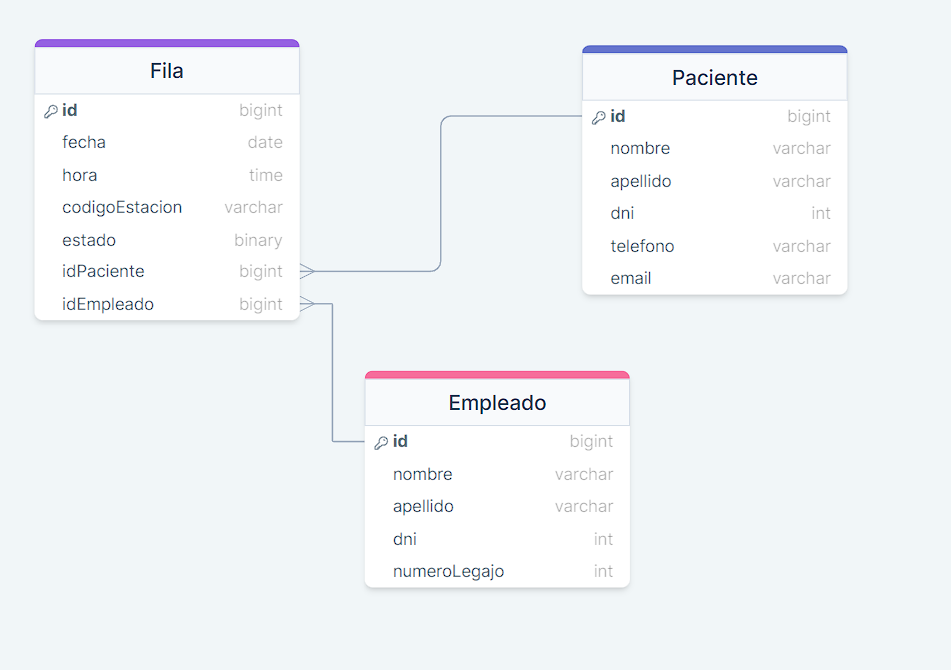 Fila
id bigint
fecha date
hora time
codigoEstacion varchar
estado binary
idPaciente bigint
idEmpleado bigint
Paciente
id bigint
nombre varchar
apellido varchar
dni int
telefono varchar
email varchar
Empleado
id bigint
nombre varchar
apellido varchar
dni int
numeroLegajo int